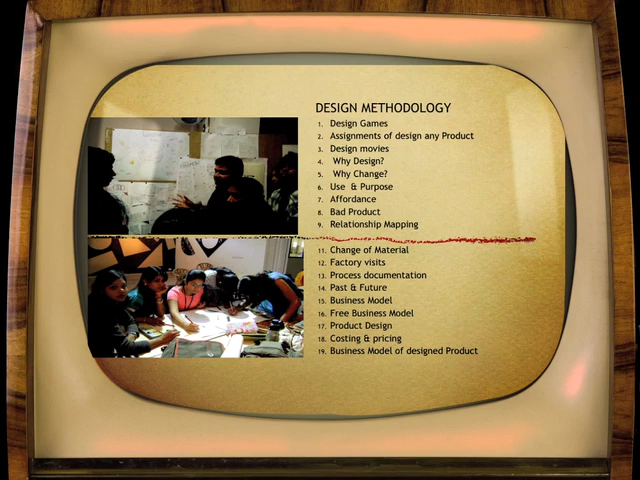 DESIGN METHODOLOGY
1. Design Games
2. Assignments of design any Product
3. Design movies
4. Why Design?
5. Why Change?
6. Use & Purpose
7. Affordance
8. Bad Product
9. Relationship Mapping
11. Change of Material
12. Factory visits
13. Process documentation
14. Past & Future
15. Business Model
16. Free Business Model
17. Product Design
18. Costing & pricing
19. Business Model of designed Product